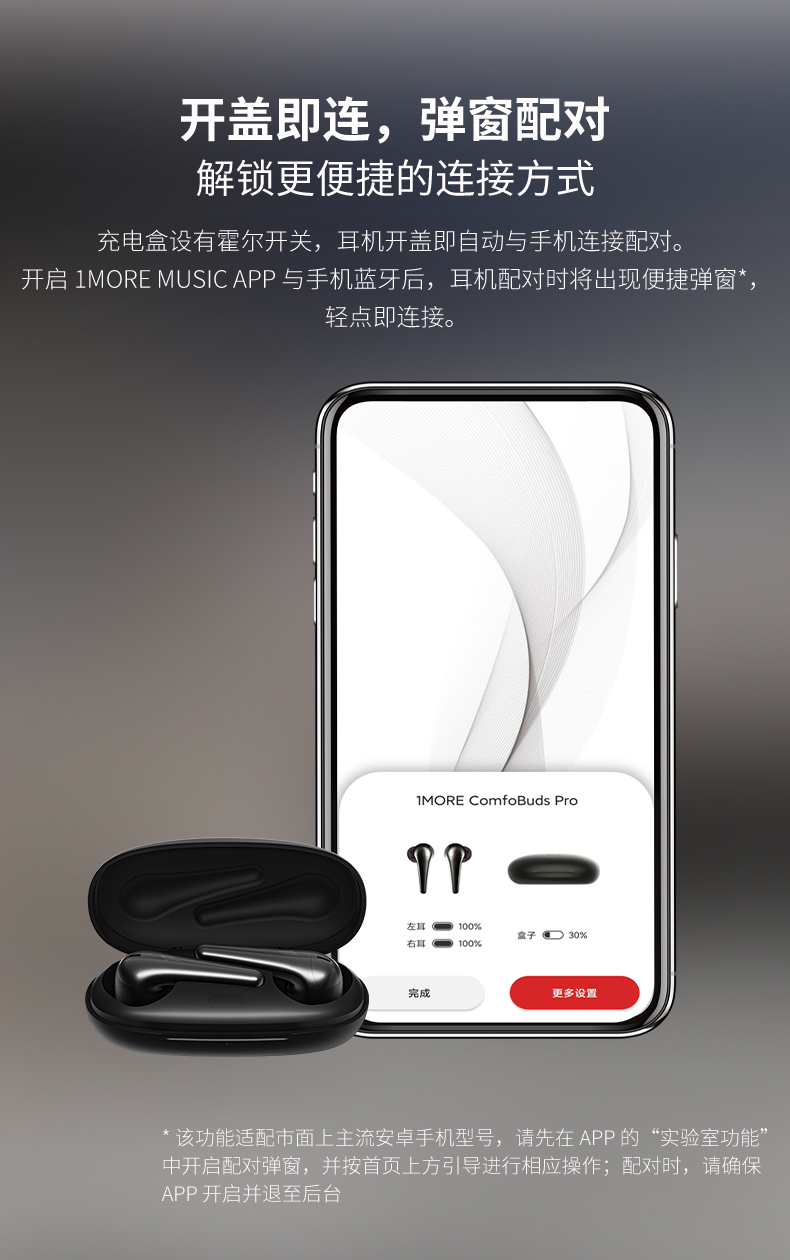 开盖即连，弹窗配对
解锁更便捷的连接方式
充电盒设有霍尔开关，耳机开盖即自动与手机连接配对。
开启 1MORE MUSIC APP 与手机蓝牙后，耳机配对时将出现便捷弹窗*，
轻点即连接。
1MORE ComfoBuds Pro
左耳 100%
右耳 100%
盒子 30%
完成
更多设置
* 该功能适配市面上主流安卓手机型号，请先在 APP 的“实验室功能”
中开启配对弹窗，并按首页上方引导进行相应操作；配对时，请确保
APP 开启并退至后台